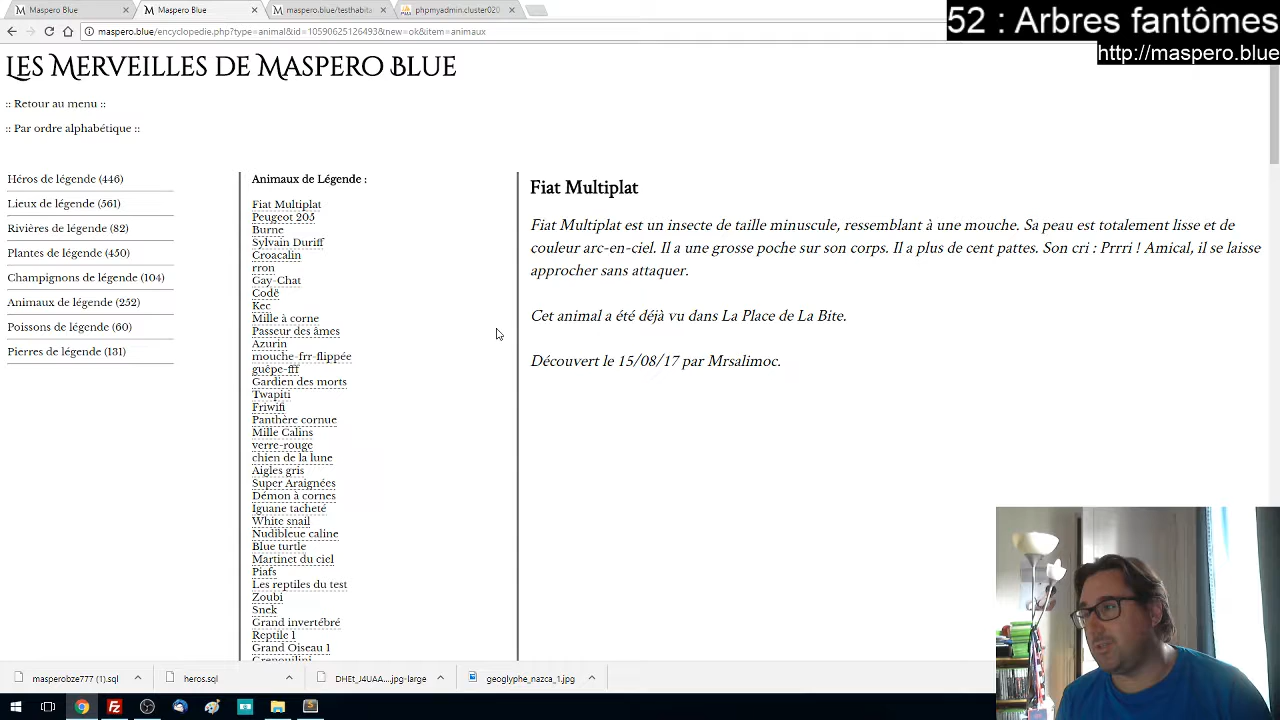 Maspero Blue
Maspero Blue
maspero.blue/testhabita
phpmyadmin.cluster020
52 : Arbres fantômes
http://maspero.blue
maspero.blue/encyclopedie.php?type=animal&id=10590625126493&new=ok&item=animaux
Les Merveilles de Maspero Blue
:: Retour au menu ::
:: Par ordre alphabétique ::
Héros de légende (446)
Lieux de légende (561)
Rivières de légende (82)
Plantes de légende (450)
Champignons de légende (104)
Animaux de légende (252)
Poissons de légende (60)
Pierres de légende (131)
Animaux de Légende :
Fiat Multiplat
Peugeot 205
Burne
Sylvain Duriff
Croacalin
rron
Gay-Chat
Codë
Kec
Mille à corne
Passeur des âmes
Azurin
mouche-frr-flippée
guêpe-fff
Gardien des morts
Twapiti
Friwifi
Panthère cornue
Mille Calins
verre-rouge
chien de la lune
Aigles gris
Super Araignées
Démon à cornes
Iguane tacheté
White snail
Nudibleue caline
Blue turtle
Martinet du ciel
Piafs
Les reptiles du test
Zoubi
Snek
Grand invertébré
Reptile 1
Grand Oiseau 1
Grenouilini
Fiat Multiplat
Fiat Multiplat est un insecte de taille minuscule, ressemblant à une mouche. Sa peau est totalement lisse et de
couleur arc-en-ciel. Il a une grosse poche sur son corps. Il a plus de cent pattes. Son cri : Prrri ! Amical, il se laisse
approcher sans attaquer.
Cet animal a été déjà vu dans La Place de La Bite.
Découvert le 15/08/17 par Mrsalimoc.
masperobze777 (1).sql
heros.sql
DHEt_J4UAA....jpg-large
geoglyphe_nazca_1.jpg